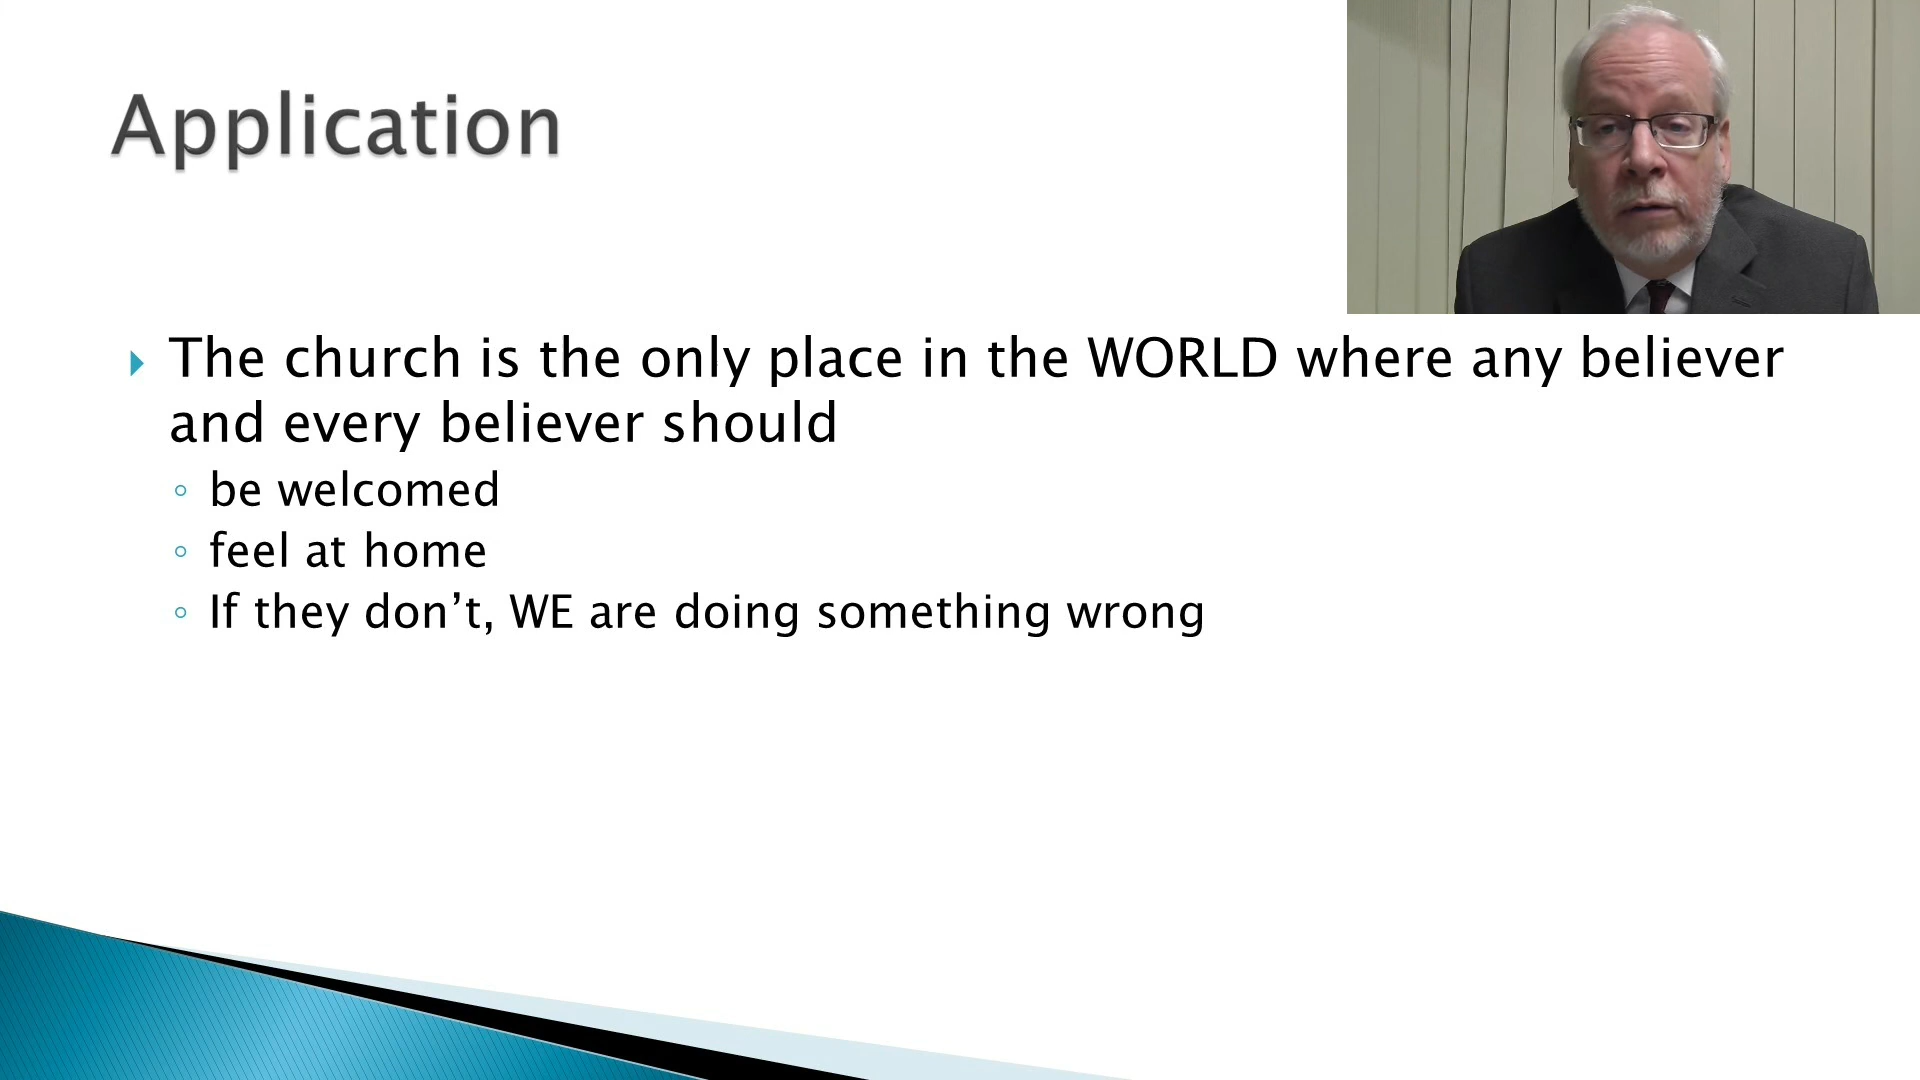 Application
The church is the only place in the WORLD where any believer
and every believer should
be welcomed
feel at home
If they don’t, WE are doing something wrong